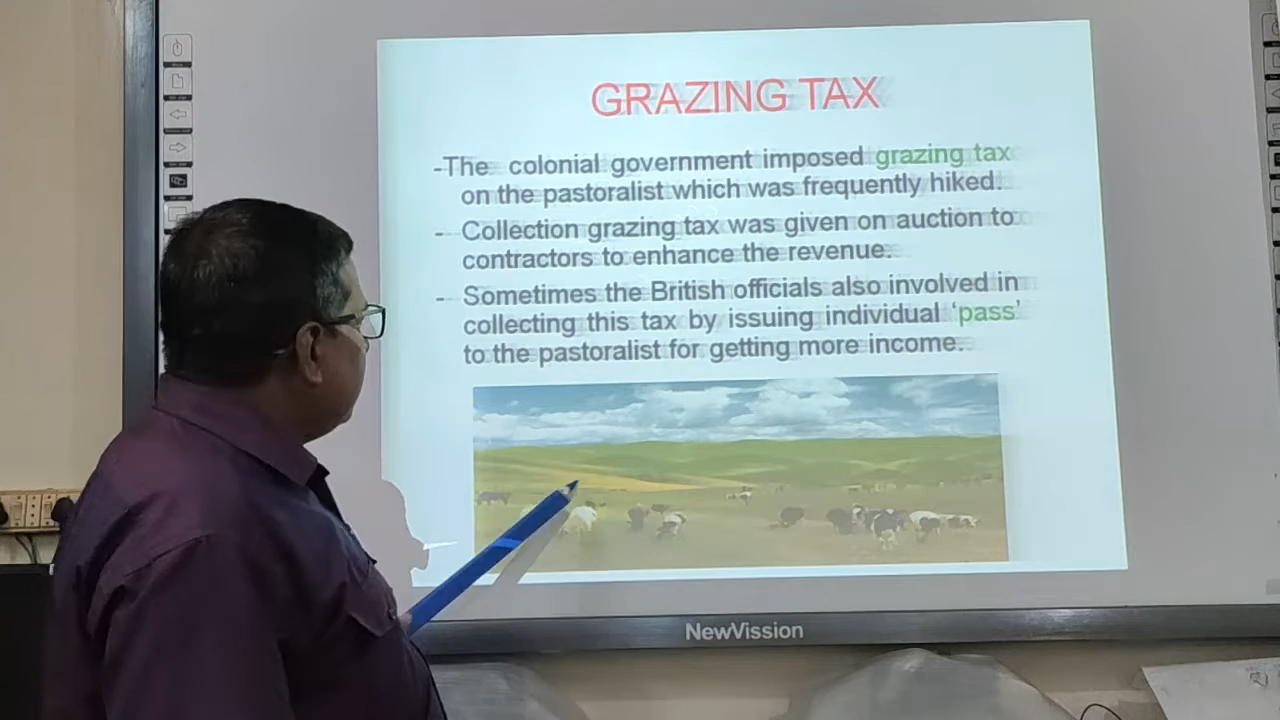 GRAZING TAX
-The colonial government imposed grazing tax
on the pastoralist which was frequently hiked.
- Collection grazing tax was given on auction to
contractors to enhance the revenue.
- Sometimes the British officials also involved in
collecting this tax by issuing individual ‘pass’
to the pastoralist for getting more income.
NewVission